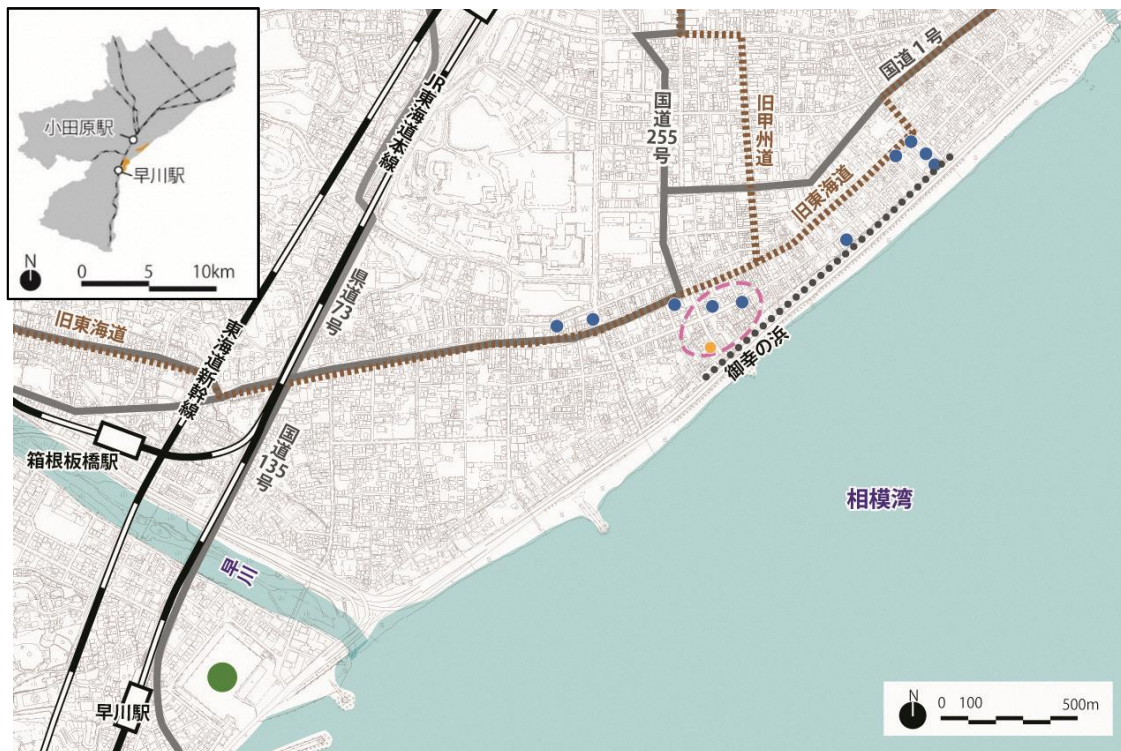 小田原駅
早川駅
N
0 5 10km
JR東海道本線
国道1号
国道
255号
旧甲州道
旧東海道
県道73号
旧東海道
東海道新幹線
御幸の浜
国道
135号
箱根板橋駅
相模湾
早川
早川駅
N
0 100 500m